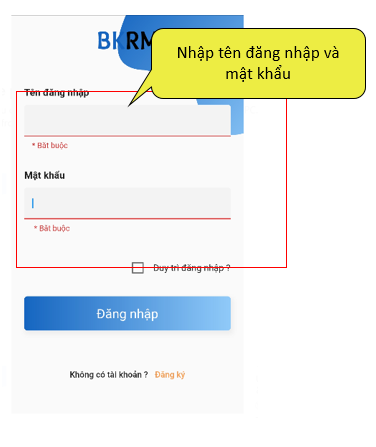 BKRM
Nhập tên đăng nhập và
mật khẩu
Tên đăng nhập
* Bắt buộc
Mật khẩu
* Bắt buộc
Duy trì đăng nhập ?
Đăng nhập
Không có tài khoản ? Đăng ký